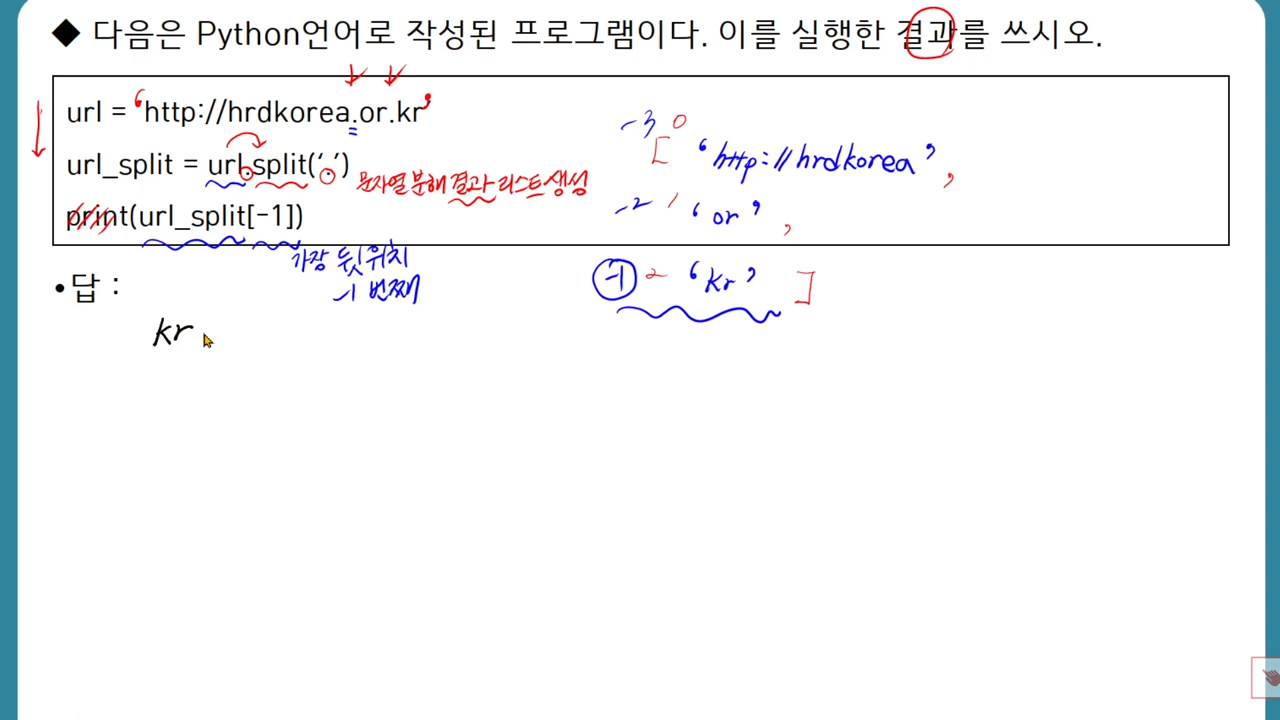 ◆ 다음은 Python언어로 작성된 프로그램이다. 이를 실행한 결과를 쓰시오.
url = ‘http://hrdkorea.or.kr’
url_split = url.split(‘.’)
문자열 분해 결과 리스트 생성
print(url_split[-1])
가장 뒷 위치
-1 번째
-3 0 [ ‘http://hrdkorea’ ,
-2 1 ‘or’ ,
-1 2 ‘kr’ ]
•답 :
kr